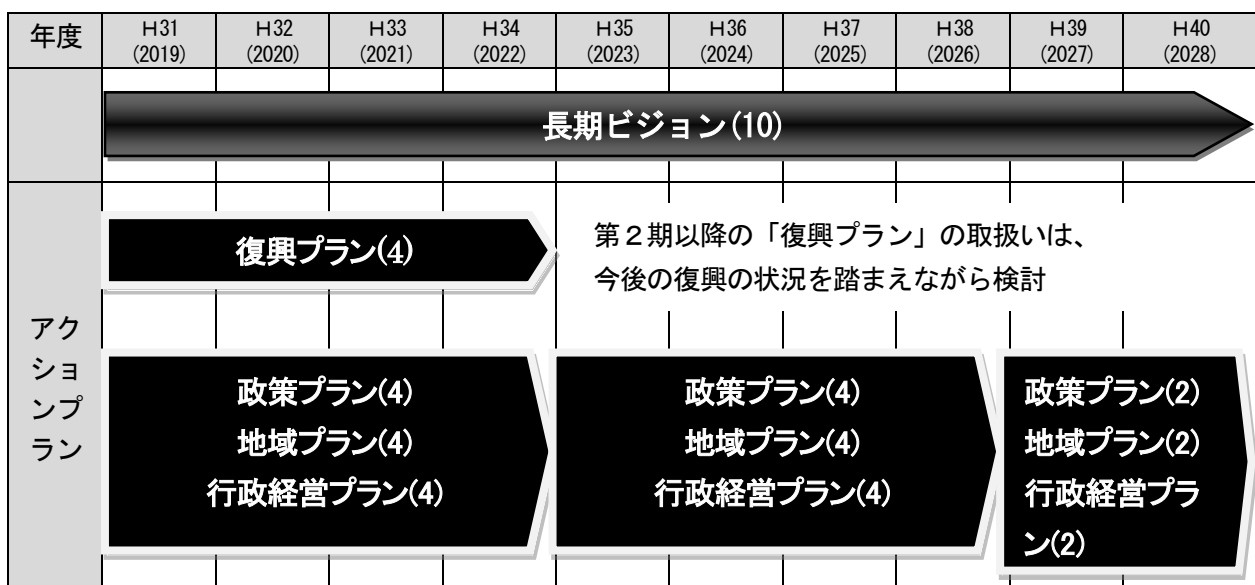 年度
H31
(2019)
H32
(2020)
H33
(2021)
H34
(2022)
H35
(2023)
H36
(2024)
H37
(2025)
H38
(2026)
H39
(2027)
H40
(2028)
長期ビジョン(10)
アク
ショ
ンプ
ラン
復興プラン(4)
第2期以降の「復興プラン」の取扱いは、
今後の復興の状況を踏まえながら検討
政策プラン(4)
地域プラン(4)
行政経営プラン(4)
政策プラン(4)
地域プラン(4)
行政経営プラン(4)
政策プラン(2)
地域プラン(2)
行政経営プラ
ン(2)